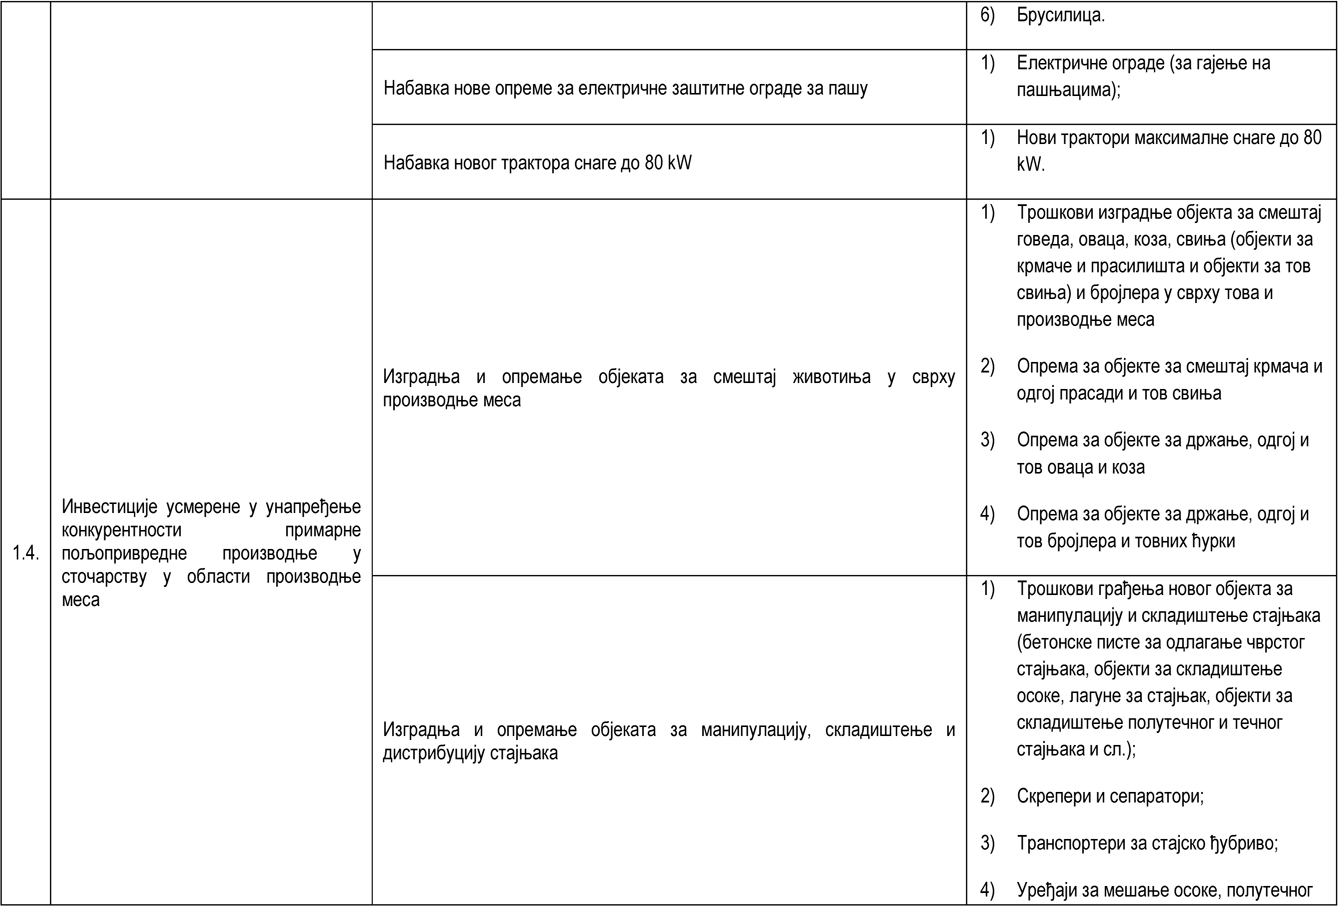 6) Брусилица.
Набавка нове опреме за електричне заштитне ограде за пашу
1) Електричне ограде (за гајење на
пашњацима);
Набавка новог трактора снаге до 80 kW
1) Нови трактори максималне снаге до 80
kW.
1.4.
Инвестиције усмерене у унапређење
конкурентности примарне
пољопривредне производње у
сточарству у области производње
меса
Изградња и опремање објеката за смештај животиња у сврху
производње меса
1) Трошкови изградње објекта за смештај
говеда, оваца, коза, свиња (објекти за
крмаче и прасилишта и објекти за тов
свиња) и бројлера у сврху това и
производње меса
2) Опрема за објекте за смештај крмача и
одгој прасади и тов свиња
3) Опрема за објекте за држање, одгој и
тов оваца и коза
4) Опрема за објекте за држање, одгој и
тов бројлера и товних ћурки
Изградња и опремање објеката за манипулацију, складиштење и
дистрибуцију стајњака
1) Трошкови грађења новог објекта за
манипулацију и складиштење стајњака
(бетонске писте за одлагање чврстог
стајњака, објекти за складиштење
осоке, лагуне за стајњак, објекти за
складиштење полутечног и течног
стајњака и сл.);
2) Скрепери и сепаратори;
3) Транспортери за стајско ђубриво;
4) Уређаји за мешање осоке, полутечног